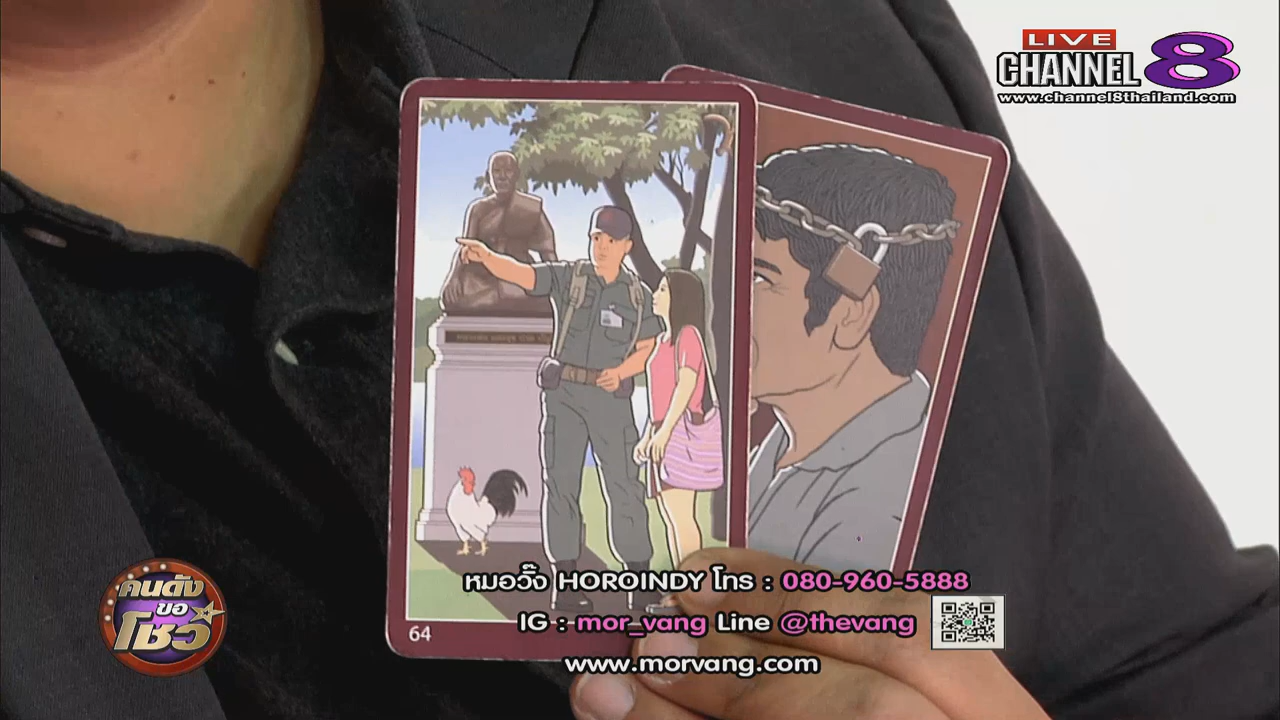 LIVE
CHANNEL 8
www.channel8thailand.com
64
คนดัง
ขอ
โชว์
หมอวั๊ง HOROINDY โทร : 080-960-5888
IG : mor_vang Line @thevang
www.morvang.com